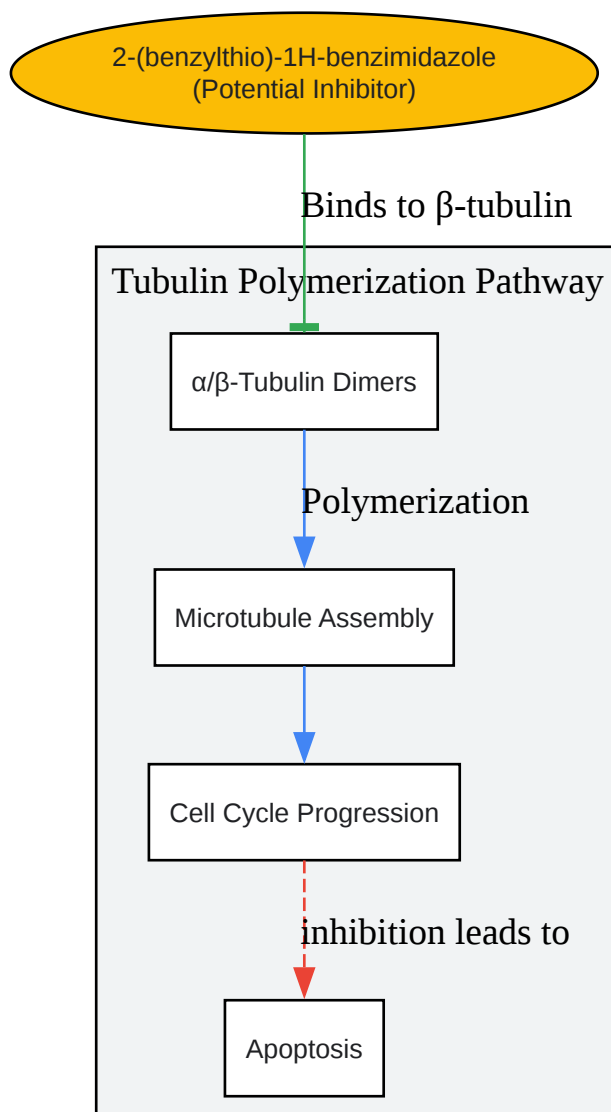 2-(benzylthio)-1H-benzimidazole
(Potential Inhibitor)
Binds to β-tubulin
Tubulin Polymerization Pathway
α/β-Tubulin Dimers
Polymerization
Microtubule Assembly
Cell Cycle Progression
inhibition leads to
Apoptosis